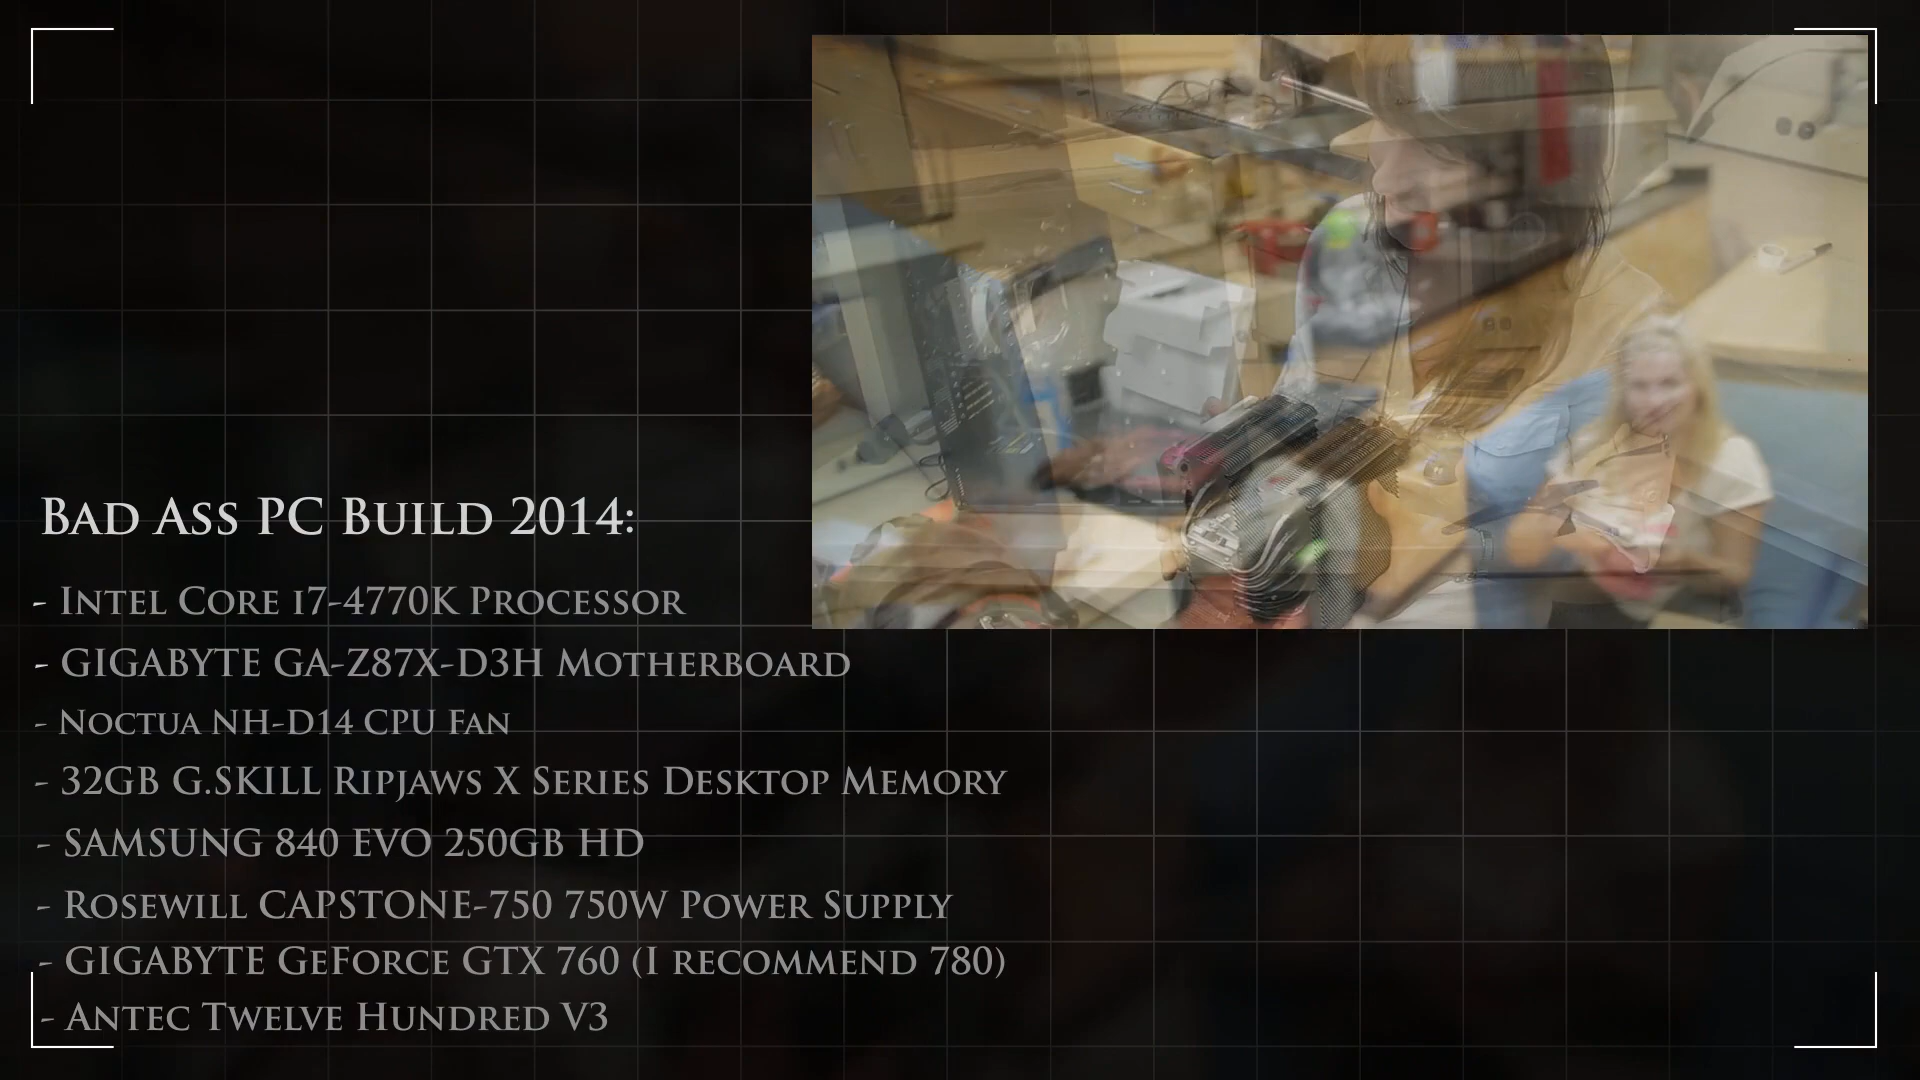 Bad Ass PC Build 2014:
- Intel Core i7-4770K Processor
- GIGABYTE GA-Z87X-D3H Motherboard
- Noctua NH-D14 CPU Fan
- 32GB G.SKILL Ripjaws X Series Desktop Memory
- SAMSUNG 840 EVO 250GB HD
- Rosewill CAPSTONE-750 750W Power Supply
- GIGABYTE GeForce GTX 760 (I recommend 780)
- Antec Twelve Hundred V3